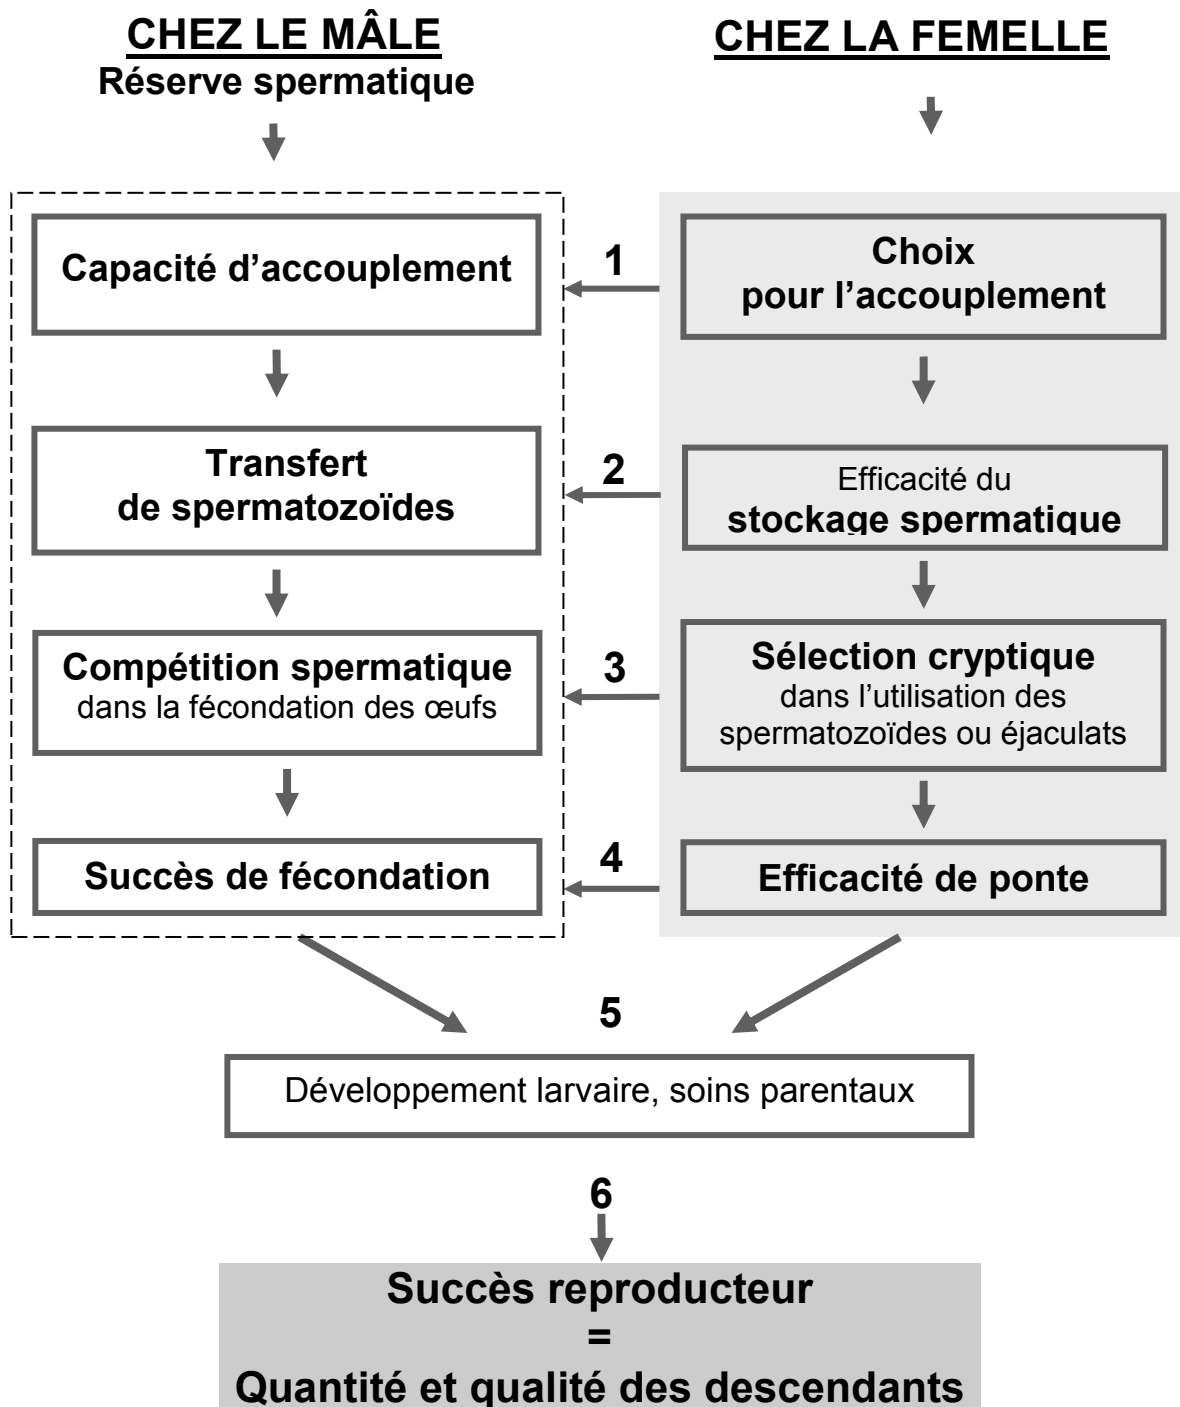 CHEZ LE MÂLE
Réserve spermatique
CHEZ LA FEMELLE
Capacité d’accouplement
1
Choix
pour l’accouplement
Transfert
de spermatozoïdes
2
Efficacité du
stockage spermatique
Compétition spermatique
dans la fécondation des œufs
3
Sélection cryptique
dans l’utilisation des
spermatozoïdes ou éjaculats
Succès de fécondation
4
Efficacité de ponte
5
Développement larvaire, soins parentaux
6
Succès reproducteur
=
Quantité et qualité des descendants